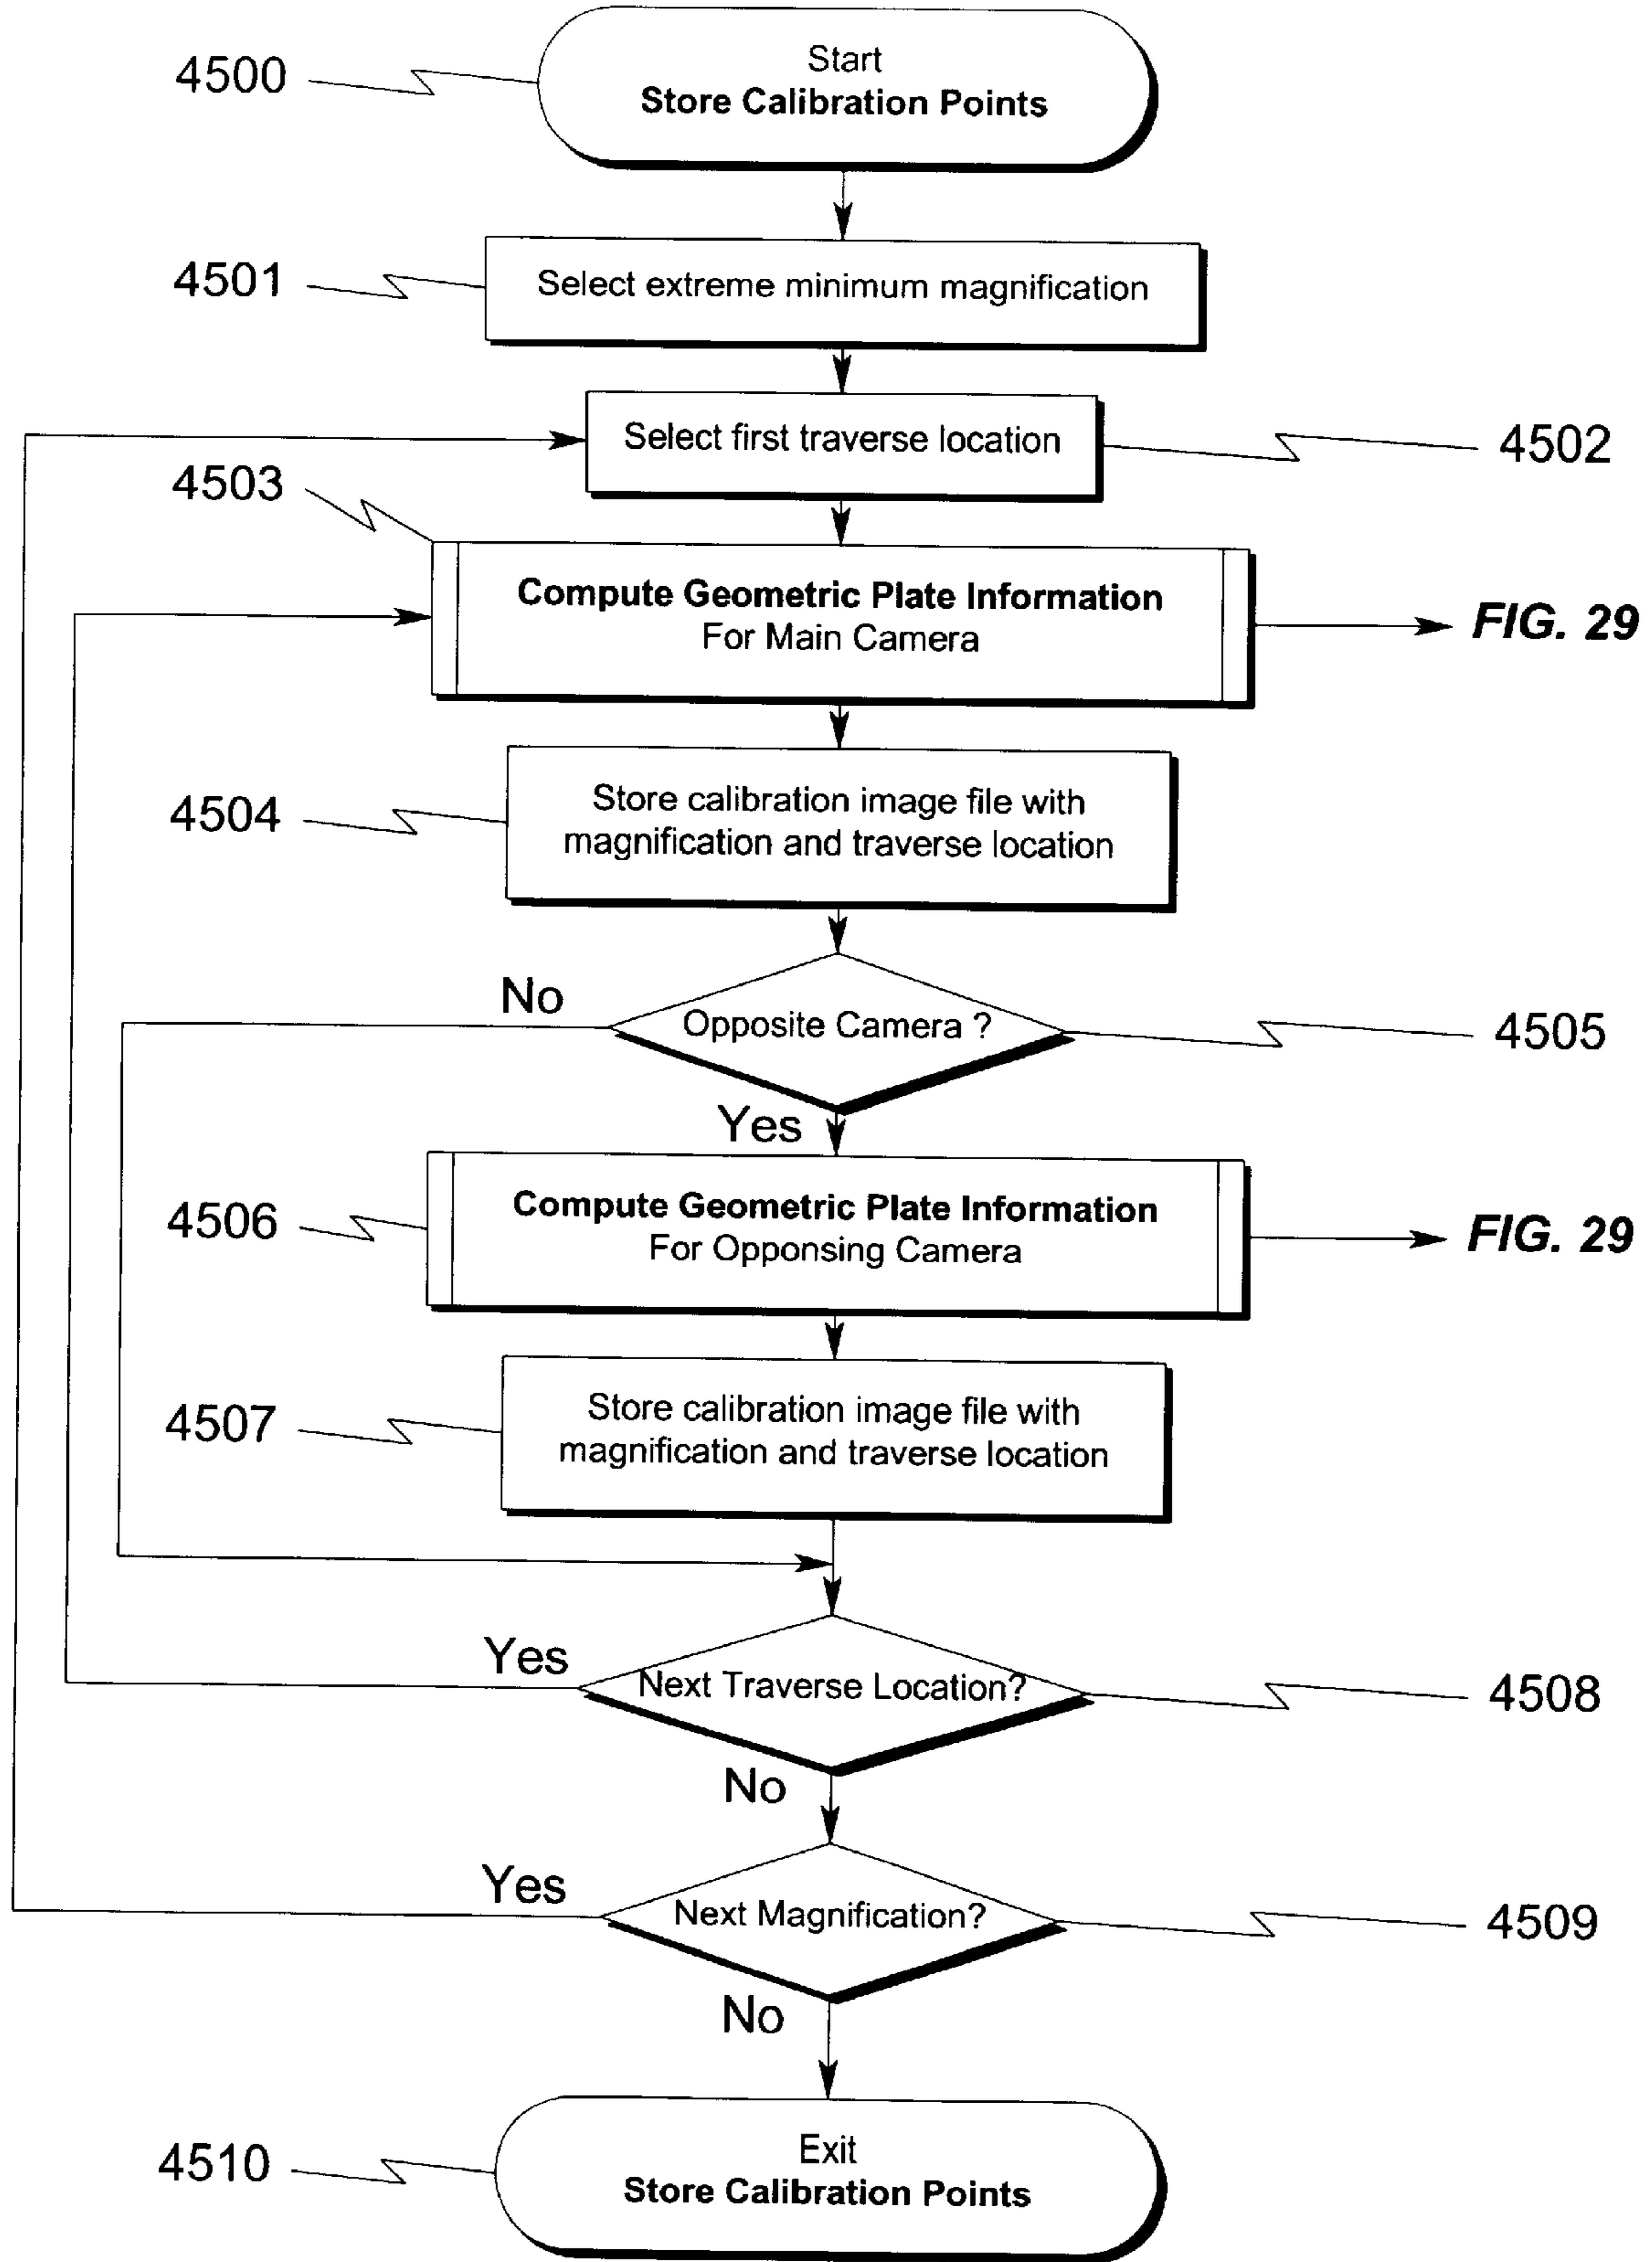 4500
Start
Store Calibration Points
4501
Select extreme minimum magnification
Select first traverse location
4502
4503
Compute Geometric Plate Information
For Main Camera
FIG. 29
4504
Store calibration image file with
magnification and traverse location
No
Opposite Camera ?
4505
Yes
4506
Compute Geometric Plate Information
For Opponsing Camera
FIG. 29
4507
Store calibration image file with
magnification and traverse location
Yes
Next Traverse Location?
4508
No
Yes
Next Magnification?
4509
No
4510
Exit
Store Calibration Points